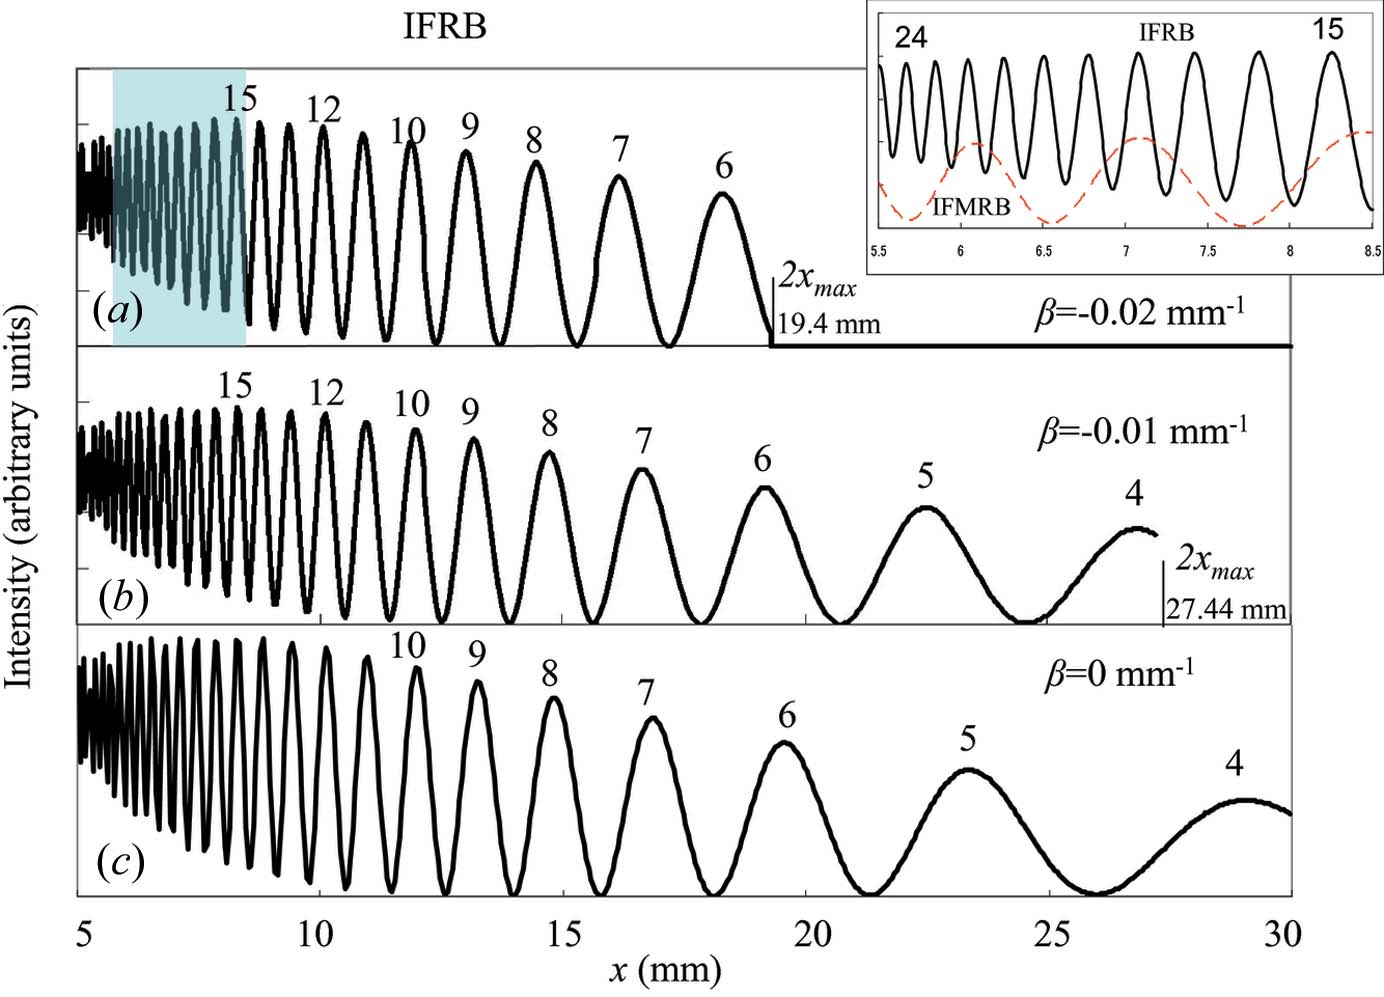 IFRB
24
IFRB
15
IFMRB
5.5 6 6.5 7 7.5 8 8.5
15 12 10 9 8 7 6
(a)
2xmax
19.4 mm
β=-0.02 mm-1
15 12 10 9 8 7 6 5 4
(b)
β=-0.01 mm-1
2xmax
27.44 mm
10 9 8 7 6 5 4
(c)
β=0 mm-1
Intensity (arbitrary units)
5 10 15 20 25 30
x (mm)